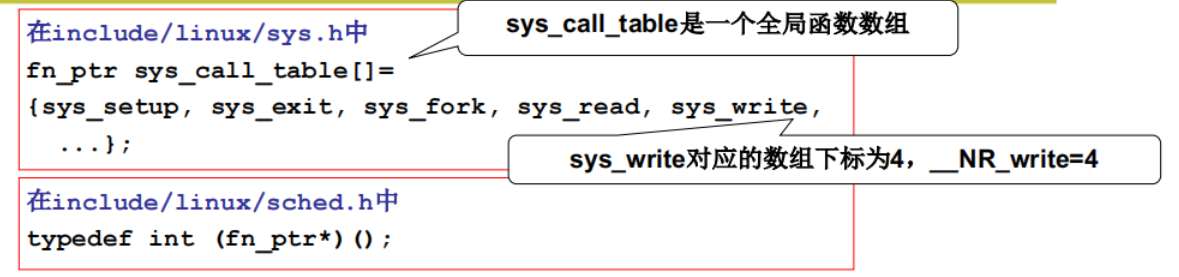 在include/linux/sys.h中
sys_call_table是一个全局函数数组
fn_ptr sys_call_table[]=
{sys_setup, sys_exit, sys_fork, sys_read, sys_write,
...};
sys_write对应的数组下标为4，__NR_write=4
在include/linux/sched.h中
typedef int (fn_ptr*)();